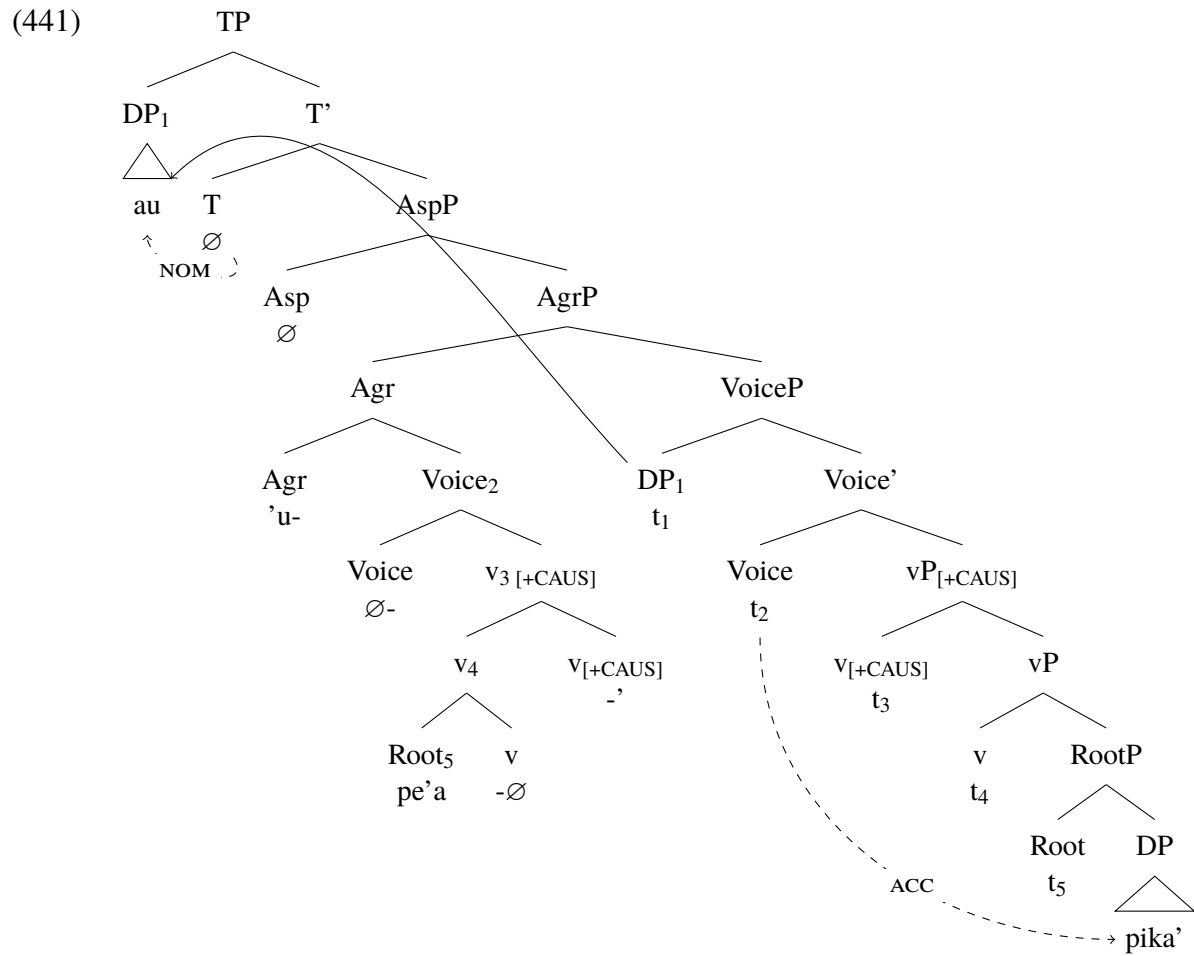 (441) TP
DP₁ T'
au T AspP
∅
NOM
Asp AgrP
∅
Agr VoiceP
Agr Voice₂ DP₁ Voice'
'u- t₁
Voice v₃ [+CAUS] Voice vP[+CAUS]
∅- t₂
v₄ v[+CAUS] v[+CAUS] vP
-' t₃
Root₅ v v RootP
pe'a -∅ t₄
Root DP
t₅
ACC
pika'